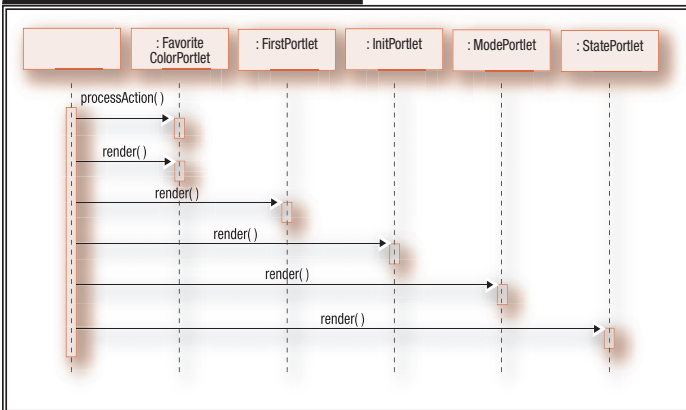 : Favorite
ColorPortlet
: FirstPortlet
: InitPortlet
: ModePortlet
: StatePortlet
processAction( )
render( )
render( )
render( )
render( )
render( )